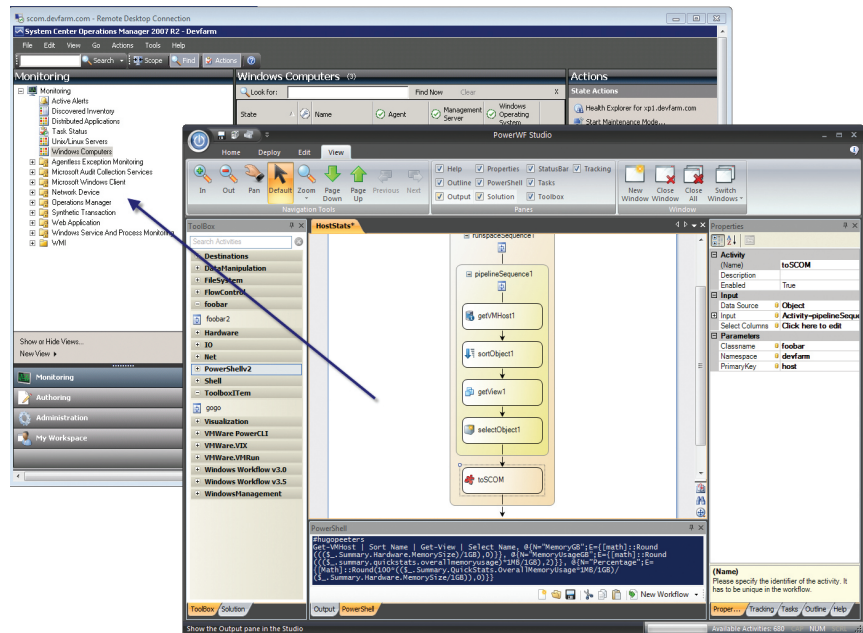 scom.devfarm.com - Remote Desktop Connection
System Center Operations Manager 2007 R2 - Devfarm
File Edit View Go Actions Tools Help
Search Scope Find Actions
Monitoring
Monitoring
Active Alerts
Discovered Inventory
Distributed Applications
Task Status
Unix/Linux Servers
Windows Computers
Agentless Exception Monitoring
Microsoft Audit Collection Services
Microsoft Windows Client
Network Device
Operations Manager
Synthetic Transaction
Web Application
Windows Service And Process Monitoring
WMI
Show or Hide Views...
New View
Monitoring
Authoring
Administration
My Workspace
Windows Computers (3)
Look for: Find Now Clear X
State Name Agent Management Server Windows Operating System
Actions
State Actions
Health Explorer for xp1.devfarm.com
Start Maintenance Mode...
PowerWF Studio
Home Deploy Edit View
In Out Pan Default Zoom Page Down Page Up Previous Next
Navigation Tools
Help Properties StatusBar Tracking
Outline PowerShell Tasks
Output Solution Toolbox
Panes
New Window Close Window Close All Switch Windows
Window
ToolBox
Search Activities
Destinations
DataManipulation
FileSystem
FlowControl
foobar
foobar2
Hardware
IO
Net
PowerShellv2
Shell
ToolboxITem
gogo
Visualization
VMWare PowerCLI
VMWare.VIX
VMWare.VMRun
Windows Workflow v3.0
Windows Workflow v3.5
WindowsManagement
ToolBox Solution
HostStats*
runspaceSequence1
pipelineSequence1
getVMHost1
sortObject1
getView1
selectObject1
toSCOM
PowerShell
#hugopeeters
Get-VMHost | Sort Name | Get-View | Select Name, @{N="MemoryGB";E={[math]::Round
((($_.Summary.Hardware.MemorySize)/1GB),0)}}, @{N="MemoryUsageGB";E={[math]::Round
((($_.summary.quickstats.overallmemoryusage)*1MB/1GB),2)}}, @{N="Percentage";E=
{[Math]::Round(100*(($_.Summary.QuickStats.OverallMemoryUsage*1MB/1GB)/
($_.Summary.Hardware.MemorySize/1GB)),0)}}
New Workflow
Output PowerShell
Properties
Activity
(Name) toSCOM
Description
Enabled True
Input
Data Source Object
Input Activity=pipelineSequ
Select Columns Click here to edit
Parameters
Classname foobar
Namespace devfarm
PrimaryKey host
(Name)
Please specify the identifier of the activity. It
has to be unique in
the workflow.
Proper... Tracking Tasks Outline Help
Show the Output pane in the Studio
Available Activities: 680 CAP NUM